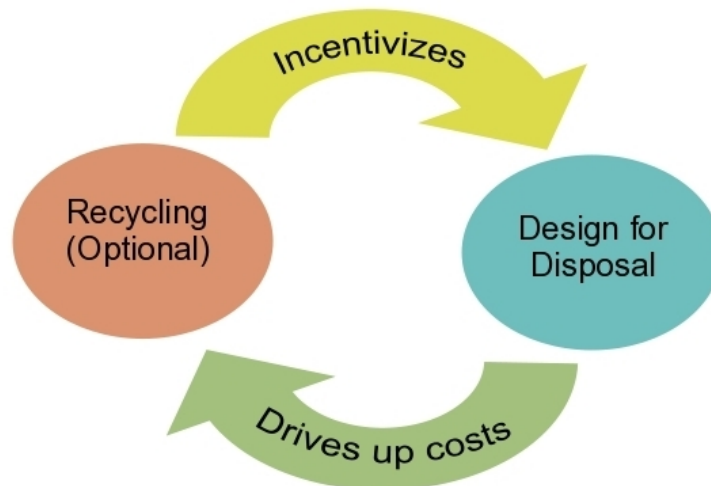 Incentivizes
Recycling
(Optional)
Design for
Disposal
Drives up costs